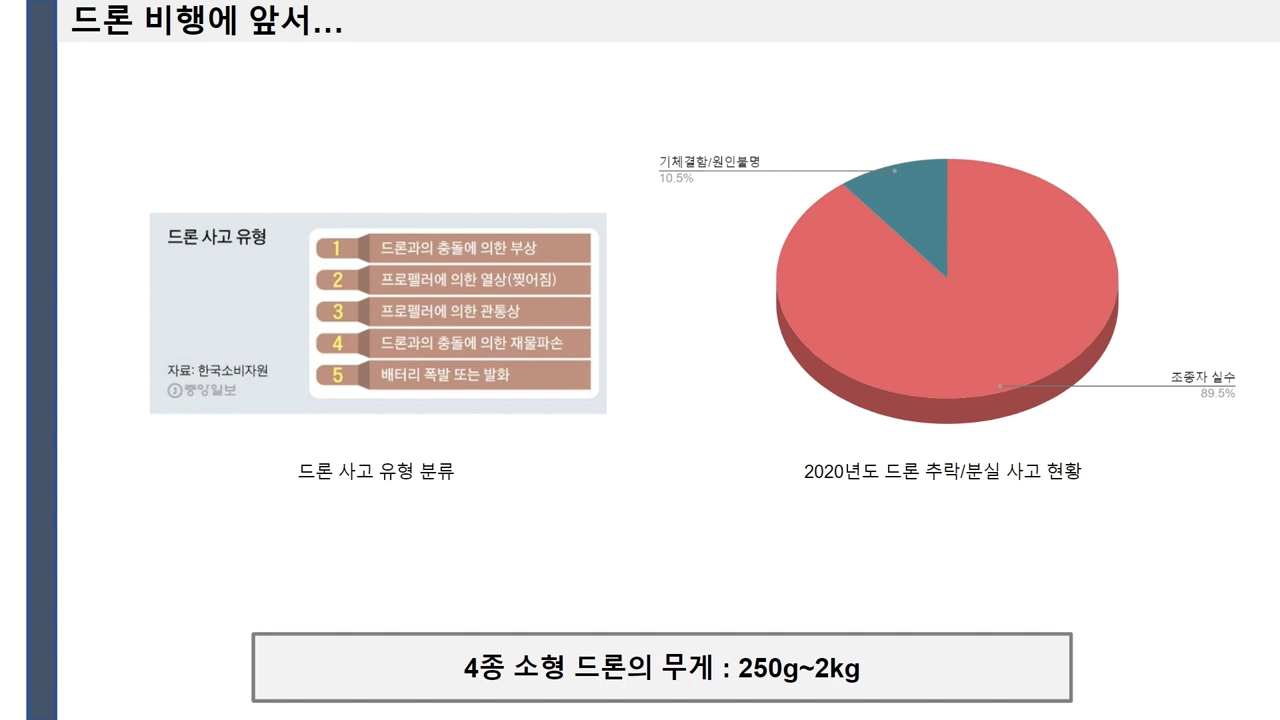 드론 비행에 앞서...
드론 사고 유형
1 드론과의 충돌에 의한 부상
2 프로펠러에 의한 열상(찢어짐)
3 프로펠러에 의한 관통상
4 드론과의 충돌에 의한 재물파손
5 배터리 폭발 또는 발화
자료: 한국소비자원
중앙일보
드론 사고 유형 분류
기체결함/원인불명
10.5%
조종자 실수
89.5%
2020년도 드론 추락/분실 사고 현황
4종 소형 드론의 무게 : 250g~2kg